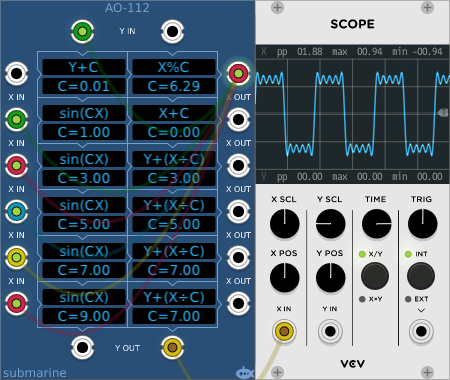 AO-112
Y IN
X IN
Y+C
C=0.01
X%C
C=6.29
X OUT
X IN
sin(CX)
C=1.00
X+C
C=0.00
X OUT
X IN
sin(CX)
C=3.00
Y+(X÷C)
C=3.00
X OUT
X IN
sin(CX)
C=5.00
Y+(X÷C)
C=5.00
X OUT
X IN
sin(CX)
C=7.00
Y+(X÷C)
C=7.00
X OUT
X IN
sin(CX)
C=9.00
Y+(X÷C)
C=7.00
X OUT
Y OUT
submarine
SCOPE
X pp 01.88 max 00.94 min -00.94
Y pp 00.00 max 00.00 min 00.00
X SCL Y SCL TIME TRIG
X POS Y POS X/Y INT
X×Y EXT
X IN Y IN
VCV